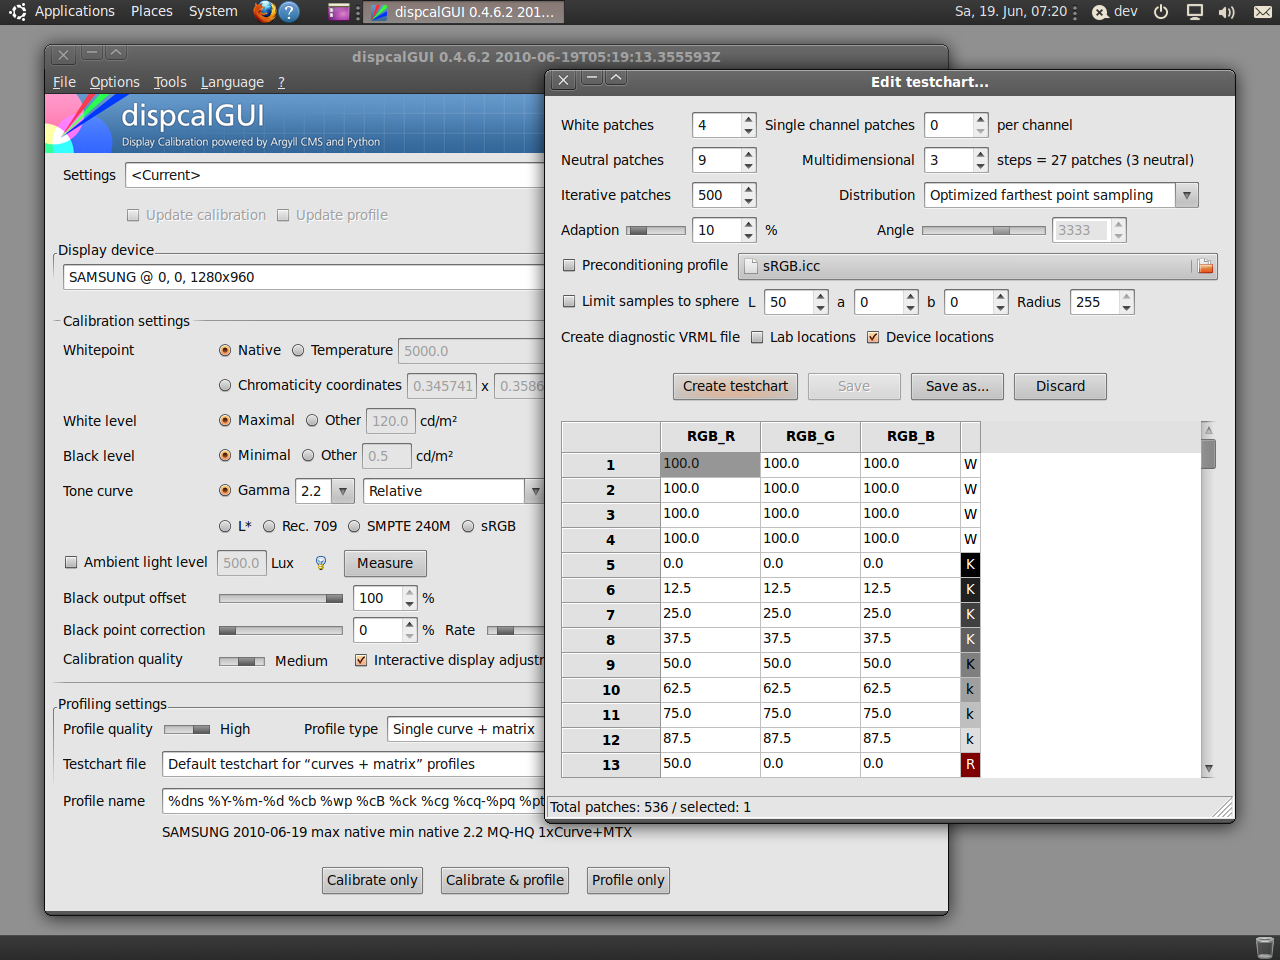 Applications Places System dispcalGUI 0.4.6.2 201... Sa, 19. Jun, 07:20 dev
dispcalGUI 0.4.6.2 2010-06-19T05:19:13.355593Z
File Options Tools Language ?
dispcalGUI
Display Calibration powered by Argyll CMS and Python
Settings <Current>
Update calibration Update profile
Display device
SAMSUNG @ 0, 0, 1280x960
Calibration settings
Whitepoint Native Temperature 5000.0
Chromaticity coordinates 0.345741 x 0.3586
White level Maximal Other 120.0 cd/m²
Black level Minimal Other 0.5 cd/m²
Tone curve Gamma 2.2 Relative
L* Rec. 709 SMPTE 240M sRGB
Ambient light level 500.0 Lux Measure
Black output offset 100 %
Black point correction 0 % Rate
Calibration quality Medium Interactive display
Profiling settings
Profile quality High Profile type Single curve + matrix
Testchart file Default testchart for “curves + matrix” profiles
Profile name %dns %Y-%m-%d %cb %wp %cB %ck %cg %cq-%pq %pt
SAMSUNG 2010-06-19 max native min native 2.2 MQ-HQ 1xCurve+MTX
Calibrate only Calibrate & profile Profile only
Edit testchart...
White patches 4 Single channel patches 0 per channel
Neutral patches 9 Multidimensional 3 steps = 27 patches (3 neutral)
Iterative patches 500 Distribution Optimized farthest point sampling
Adaption 10 % Angle 3333
Preconditioning profile sRGB.icc
Limit samples to sphere L 50 a 0 b 0 Radius 255
Create diagnostic VRML file Lab locations Device locations
Create testchart Save Save as... Discard
RGB_R RGB_G RGB_B
1 100.0 100.0 100.0 W
2 100.0 100.0 100.0 W
3 100.0 100.0 100.0 W
4 100.0 100.0 100.0 W
5 0.0 0.0 0.0 K
6 12.5 12.5 12.5 K
7 25.0 25.0 25.0 K
8 37.5 37.5 37.5 K
9 50.0 50.0 50.0 K
10 62.5 62.5 62.5 k
11 75.0 75.0 75.0 k
12 87.5 87.5 87.5 k
13 50.0 0.0 0.0 R
Total patches: 536 / selected: 1